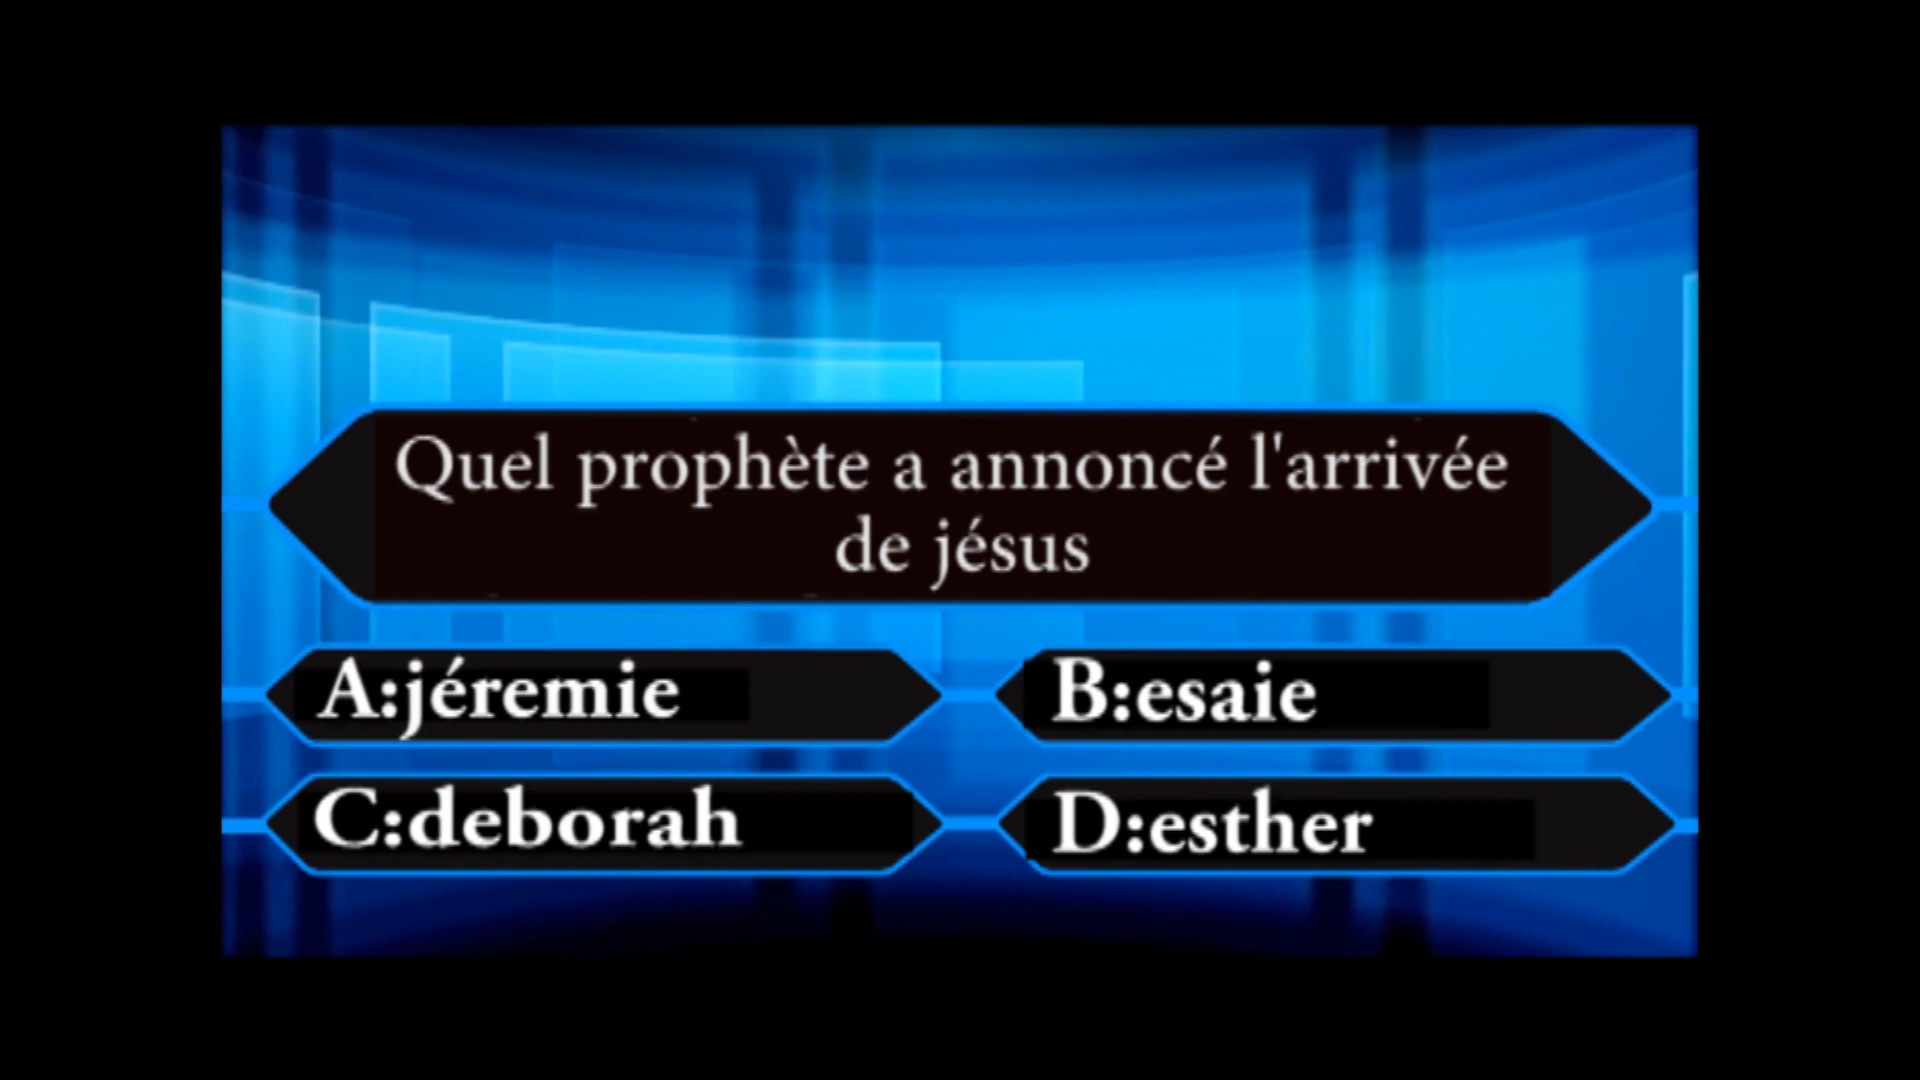 Quel prophète a annoncé l'arrivée
de jésus
A:jéremie
B:esaie
C:deborah
D:esther